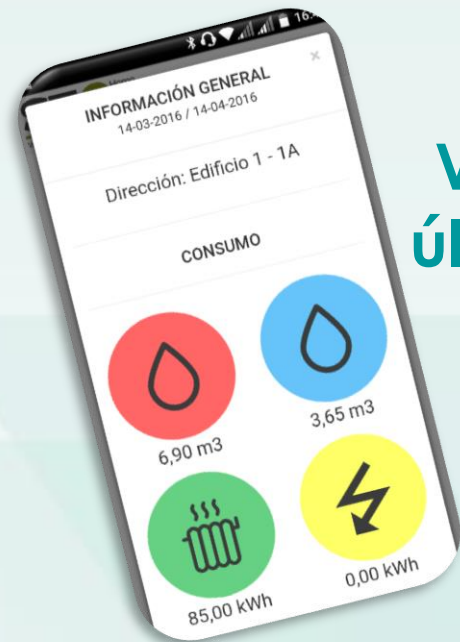 INFORMACIÓN GENERAL
14-03-2016 / 14-04-2016
Dirección: Edificio 1 - 1A
CONSUMO
6,90 m3
3,65 m3
85,00 kWh
0,00 kWh